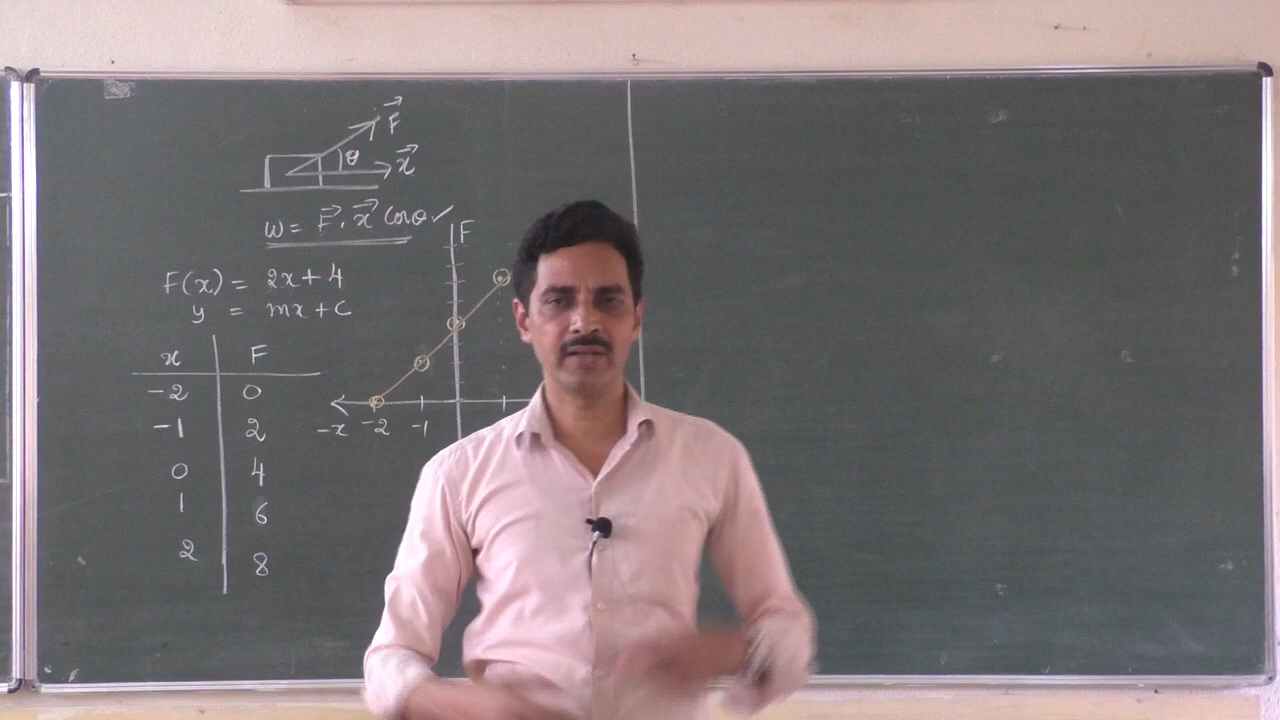 F⃗
θ
x⃗
W = F⃗ . x⃗ Cosθ ✓
F
F(x) = 2x + 4
y = mx + C
x F
-2 0
-1 2
0 4
1 6
2 8
-x -2 -1